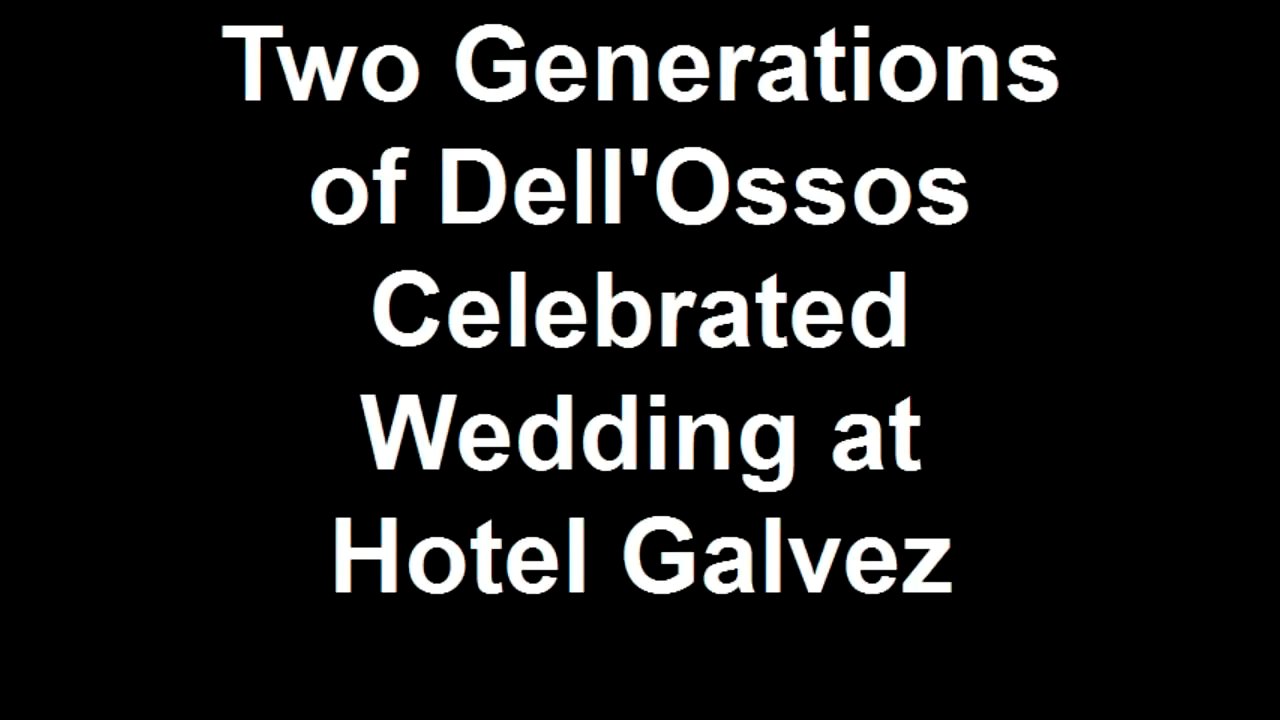 Two Generations
of Dell'Ossos
Celebrated
Wedding at
Hotel Galvez